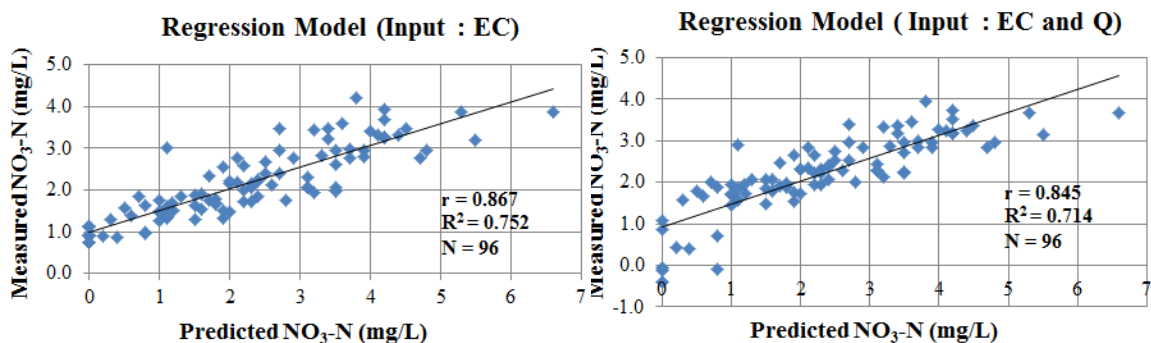 Regression Model (Input : EC)
Measured NO₃-N (mg/L)
5.0
4.0
3.0
2.0
1.0
0.0
r = 0.867
R² = 0.752
N = 96
0 1 2 3 4 5 6 7
Predicted NO₃-N (mg/L)
Regression Model ( Input : EC and Q)
Measured NO₃-N (mg/L)
5.0
4.0
3.0
2.0
1.0
0.0
-1.0
r = 0.845
R² = 0.714
N = 96
0 1 2 3 4 5 6 7
Predicted NO₃-N (mg/L)